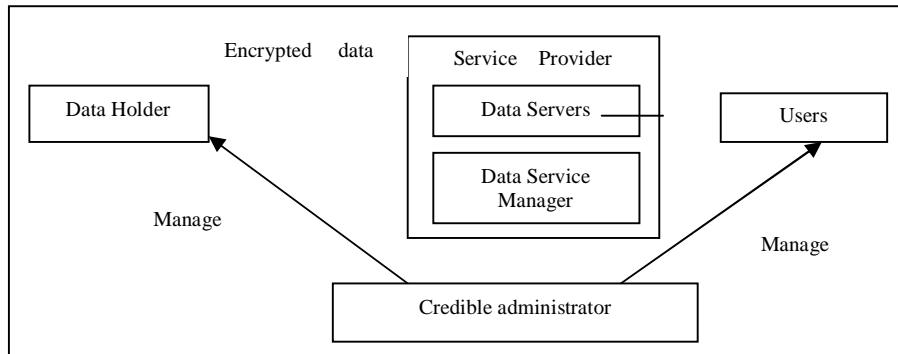 Encrypted data
Service Provider
Data Holder
Data Servers
Users
Data Service
Manager
Manage
Manage
Credible administrator